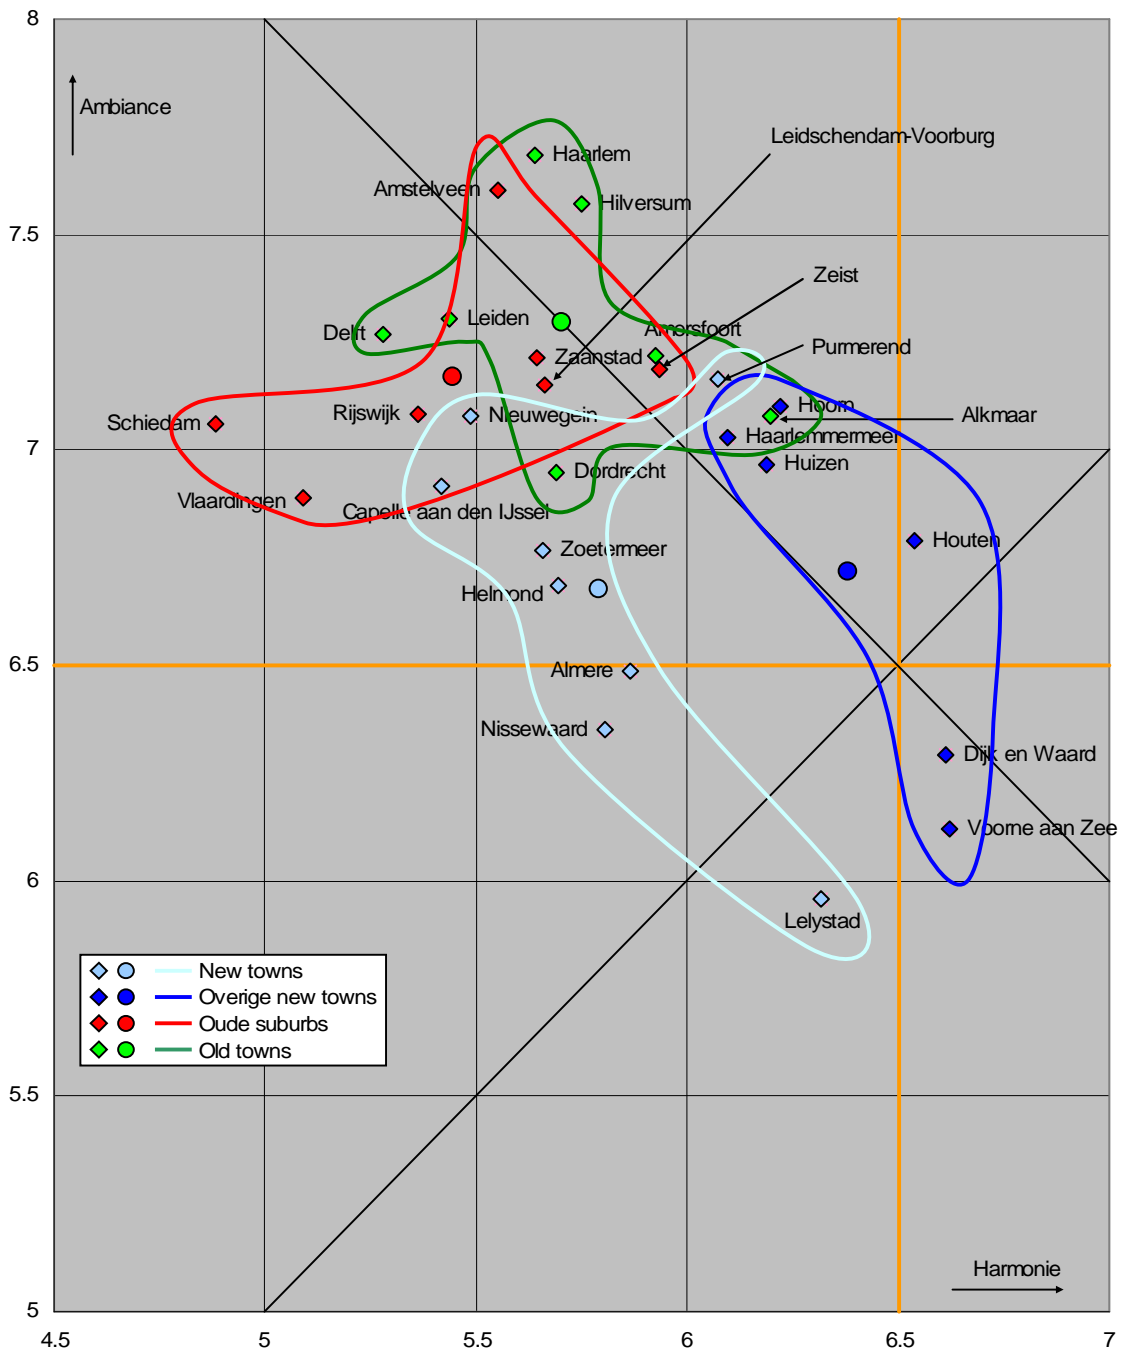 8
Ambiance
Leidschendam-Voorburg
Haarlem
Amstelveen
Hilversum
7.5
Zeist
Leiden
Delft
Amersfoort
Purmerend
Zaanstad
Hoorn
Rijswijk
Nieuwegein
Alkmaar
Schiedam
Haarlemmermeer
7
Huizen
Dordrecht
Vlaardingen
Capelle aan den IJssel
Houten
Zoetermeer
Helmond
6.5
Almere
Nissewaard
Dijk en Waard
Voorne aan Zee
6
Lelystad
New towns
Overige new towns
Oude suburbs
Old towns
5.5
Harmonie
5
4.5 5 5.5 6 6.5 7